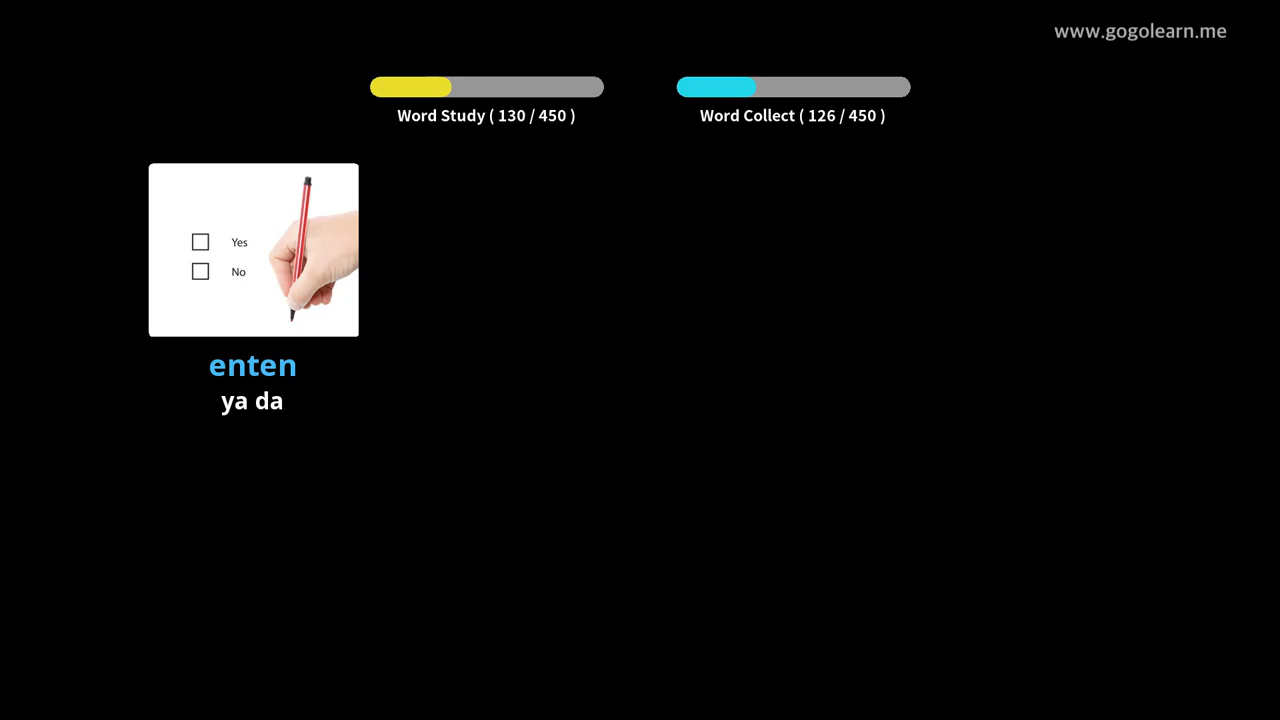 www.gogolearn.me
Word Study ( 130 / 450 )
Word Collect ( 126 / 450 )
Yes
No
enten
ya da